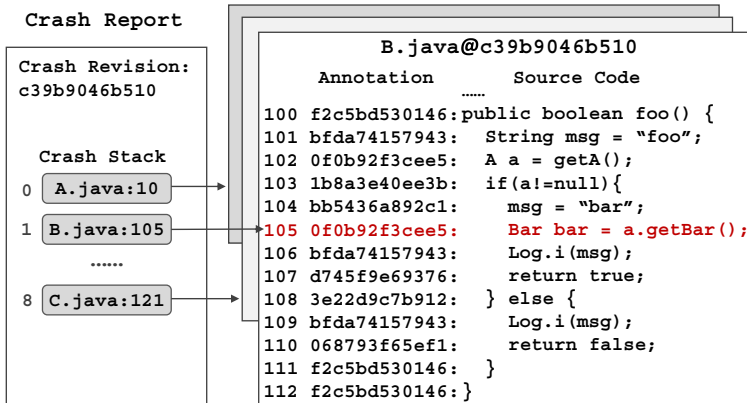 Crash Report
Crash Revision:
c39b9046b510
Crash Stack
0 A.java:10
1 B.java:105
......
8 C.java:121
B.java@c39b9046b510
Annotation Source Code
......
100 f2c5bd530146:public boolean foo() {
101 bfda74157943: String msg = “foo”;
102 0f0b92f3cee5: A a = getA();
103 1b8a3e40ee3b: if(a!=null){
104 bb5436a892c1: msg = “bar”;
105 0f0b92f3cee5: Bar bar = a.getBar();
106 bfda74157943: Log.i(msg);
107 d745f9e69376: return true;
108 3e22d9c7b912: } else {
109 bfda74157943: Log.i(msg);
110 068793f65ef1: return false;
111 f2c5bd530146: }
112 f2c5bd530146:}